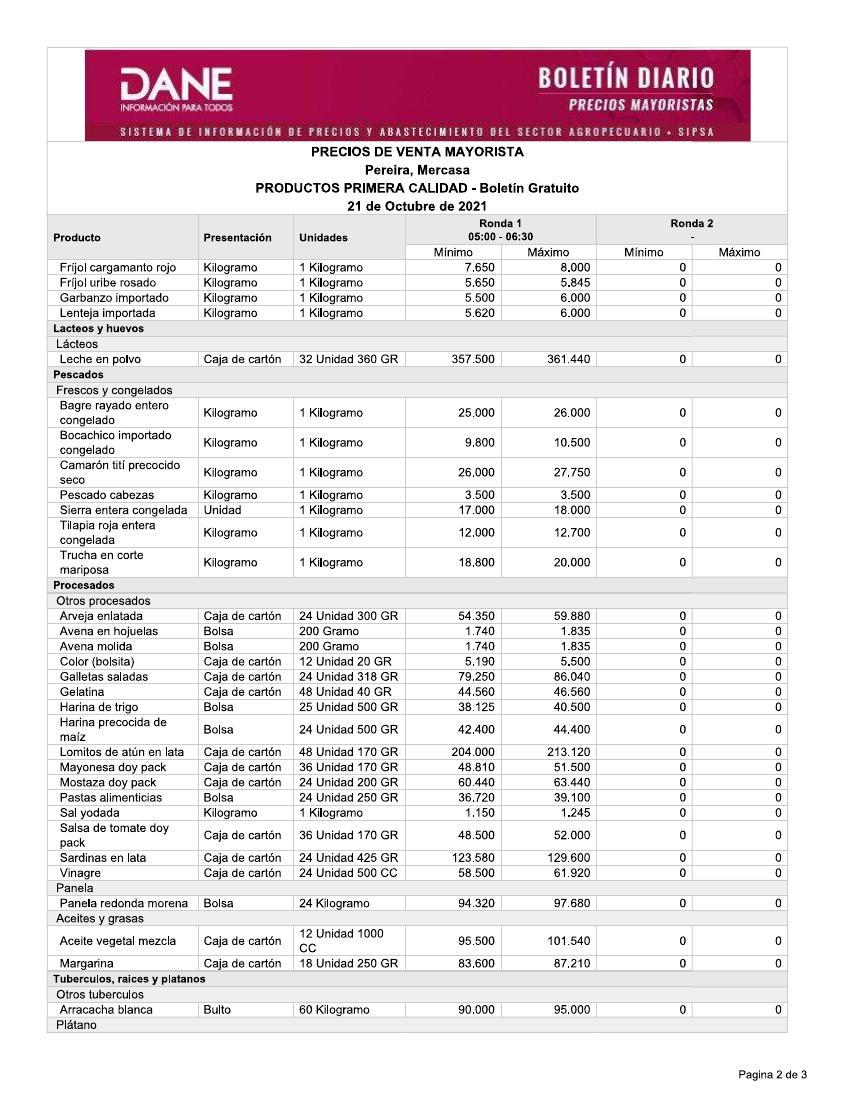 DANE
INFORMACIÓN PARA TODOS
BOLETÍN DIARIO
PRECIOS MAYORISTAS
SISTEMA DE INFORMACIÓN DE PRECIOS Y ABASTECIMIENTO DEL SECTOR AGROPECUARIO • SIPSA
PRECIOS DE VENTA MAYORISTA
Pereira, Mercasa
PRODUCTOS PRIMERA CALIDAD - Boletín Gratuito
21 de Octubre de 2021
Producto Presentación Unidades Ronda 1 Ronda 2
05:00 - 06:30 -
Mínimo Máximo Mínimo Máximo
Fríjol cargamanto rojo Kilogramo 1 Kilogramo 7.650 8.000 0 0
Fríjol uribe rosado Kilogramo 1 Kilogramo 5.650 5.845 0 0
Garbanzo importado Kilogramo 1 Kilogramo 5.500 6.000 0 0
Lenteja importada Kilogramo 1 Kilogramo 5.620 6.000 0 0
Lacteos y huevos
Lácteos
Leche en polvo Caja de cartón 32 Unidad 360 GR 357.500 361.440 0 0
Pescados
Frescos y congelados
Bagre rayado entero
congelado Kilogramo 1 Kilogramo 25.000 26.000 0 0
Bocachico importado
congelado Kilogramo 1 Kilogramo 9.800 10.500 0 0
Camarón tití precocido
seco Kilogramo 1 Kilogramo 26.000 27.750 0 0
Pescado cabezas Kilogramo 1 Kilogramo 3.500 3.500 0 0
Sierra entera congelada Unidad 1 Kilogramo 17.000 18.000 0 0
Tilapia roja entera
congelada Kilogramo 1 Kilogramo 12.000 12.700 0 0
Trucha en corte
mariposa Kilogramo 1 Kilogramo 18.800 20.000 0 0
Procesados
Otros procesados
Arveja enlatada Caja de cartón 24 Unidad 300 GR 54.350 59.880 0 0
Avena en hojuelas Bolsa 200 Gramo 1.740 1.835 0 0
Avena molida Bolsa 200 Gramo 1.740 1.835 0 0
Color (bolsita) Caja de cartón 12 Unidad 20 GR 5.190 5.500 0 0
Galletas saladas Caja de cartón 24 Unidad 318 GR 79.250 86.040 0 0
Gelatina Caja de cartón 48 Unidad 40 GR 44.560 46.560 0 0
Harina de trigo Bolsa 25 Unidad 500 GR 38.125 40.500 0 0
Harina precocida de
maíz Bolsa 24 Unidad 500 GR 42.400 44.400 0 0
Lomitos de atún en lata Caja de cartón 48 Unidad 170 GR 204.000 213.120 0 0
Mayonesa doy pack Caja de cartón 36 Unidad 170 GR 48.810 51.500 0 0
Mostaza doy pack Caja de cartón 24 Unidad 200 GR 60.440 63.440 0 0
Pastas alimenticias Bolsa 24 Unidad 250 GR 36.720 39.100 0 0
Sal yodada Kilogramo 1 Kilogramo 1.150 1.245 0 0
Salsa de tomate doy
pack Caja de cartón 36 Unidad 170 GR 48.500 52.000 0 0
Sardinas en lata Caja de cartón 24 Unidad 425 GR 123.580 129.600 0 0
Vinagre Caja de cartón 24 Unidad 500 CC 58.500 61.920 0 0
Panela
Panela redonda morena Bolsa 24 Kilogramo 94.320 97.680 0 0
Aceites y grasas
Aceite vegetal mezcla Caja de cartón 12 Unidad 1000
CC 95.500 101.540 0 0
Margarina Caja de cartón 18 Unidad 250 GR 83.600 87.210 0 0
Tuberculos, raices y platanos
Otros tuberculos
Arracacha blanca Bulto 60 Kilogramo 90.000 95.000 0 0
Plátano
Pagina 2 de 3